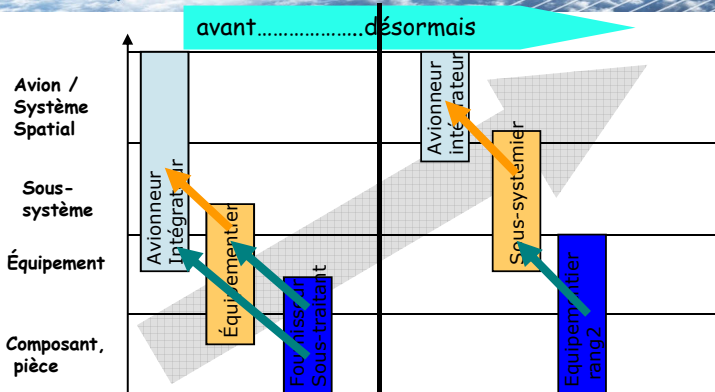 avant………………..désormais
Avion /
Système
Spatial
Sous-
système
Équipement
Composant,
pièce
Avionneur
Intégrateur
Équipementier
Fournisseur
Sous-traitant
Avionneur
intégrateur
Sous-systémier
Equipementier
rang2